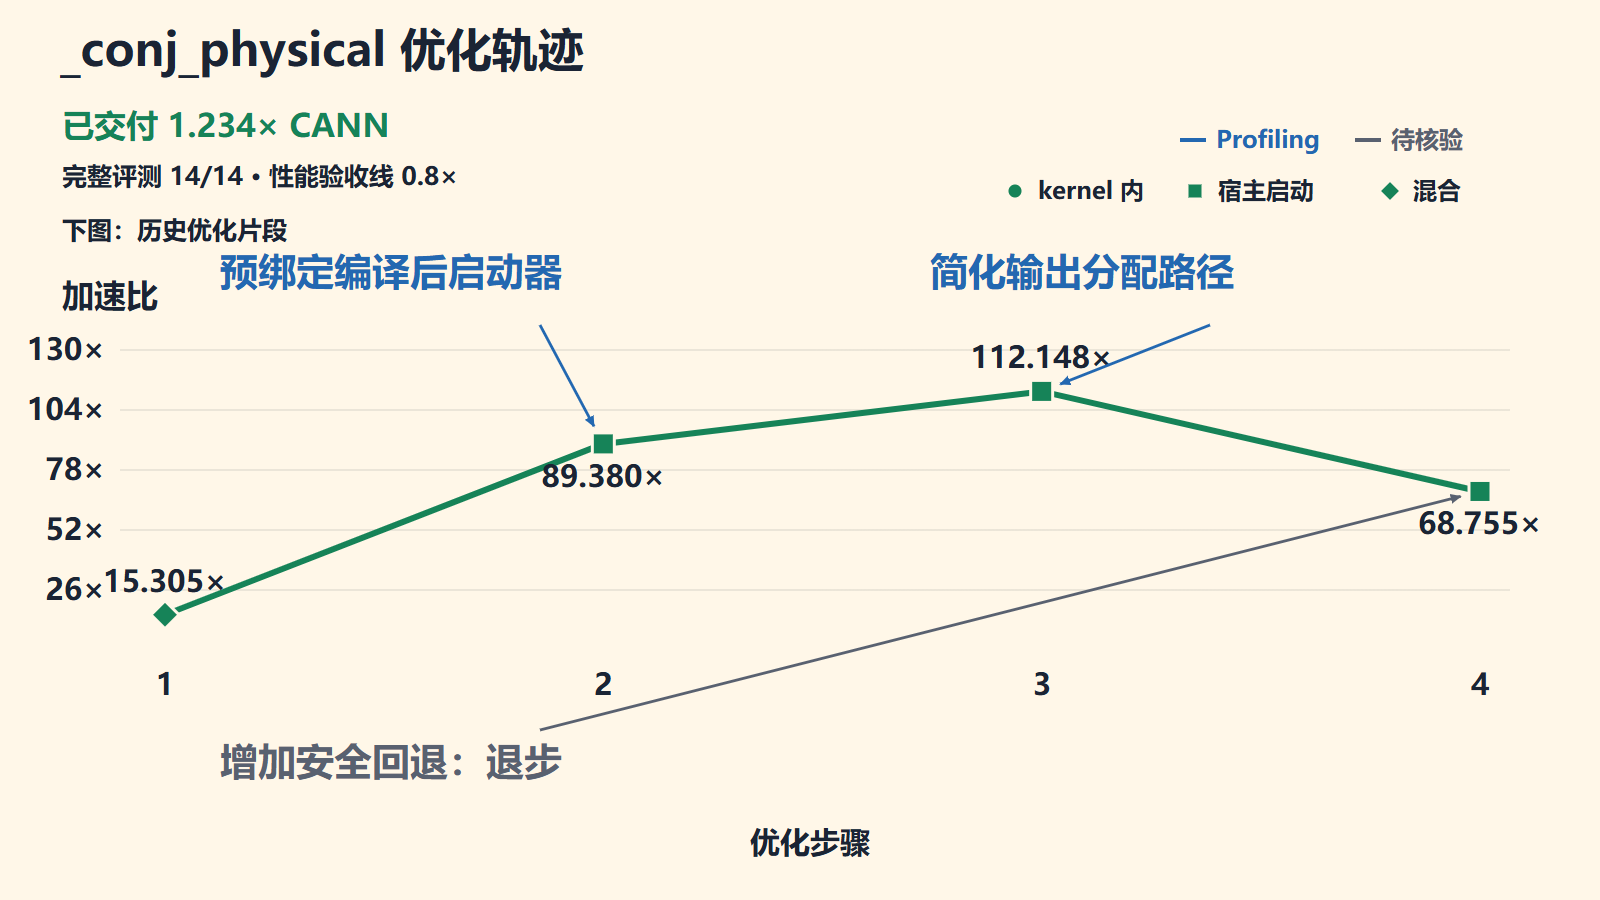 _conj_physical 优化轨迹
已交付 1.234× CANN
完整评测 14/14・性能验收线 0.8×
下图：历史优化片段
Profiling
待核验
kernel 内
宿主启动
混合
预绑定编译后启动器
简化输出分配路径
加速比
130×
104×
78×
52×
26×
15.305×
89.380×
112.148×
68.755×
1
2
3
4
增加安全回退：退步
优化步骤